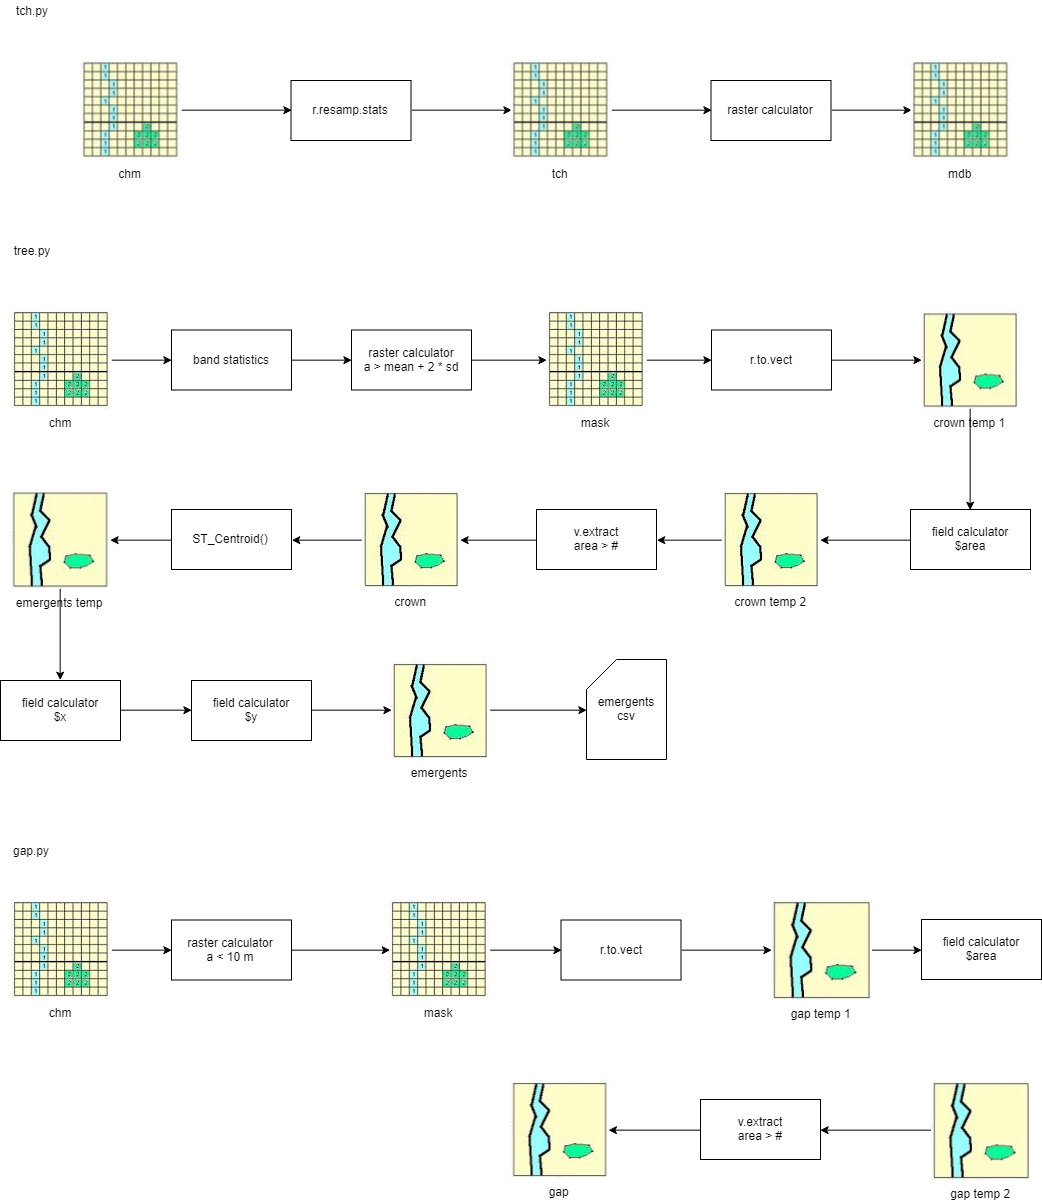 tch.py
r.resamp.stats
raster calculator
chm
tch
mdb
tree.py
band statistics
raster calculator
a > mean + 2 * sd
r.to.vect
chm
mask
crown temp 1
ST_Centroid()
v.extract
area > #
field calculator
$area
emergents temp
crown
crown temp 2
field calculator
$x
field calculator
$y
emergents
csv
emergents
gap.py
raster calculator
a < 10 m
r.to.vect
field calculator
$area
chm
mask
gap temp 1
v.extract
area > #
gap
gap temp 2